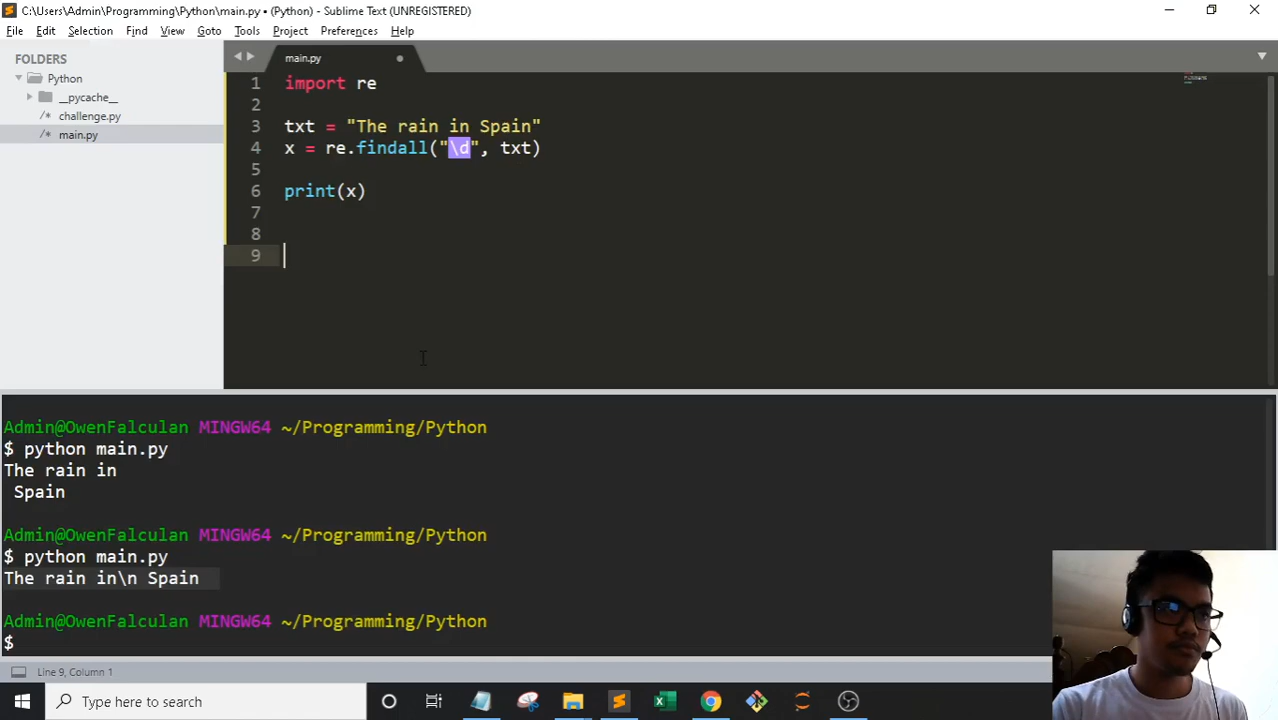 C:\Users\Admin\Programming\Python\main.py • (Python) - Sublime Text (UNREGISTERED)
File Edit Selection Find View Goto Tools Project Preferences Help
FOLDERS
Python
__pycache__
/* challenge.py
/* main.py
main.py
1 import re
2
3 txt = "The rain in Spain"
4 x = re.findall("\d", txt)
5
6 print(x)
7
8
9
Admin@OwenFalculan MINGW64 ~/Programming/Python
$ python main.py
The rain in
 Spain
Admin@OwenFalculan MINGW64 ~/Programming/Python
$ python main.py
The rain in\n Spain
Admin@OwenFalculan MINGW64 ~/Programming/Python
$
Line 9, Column 1
Type here to search